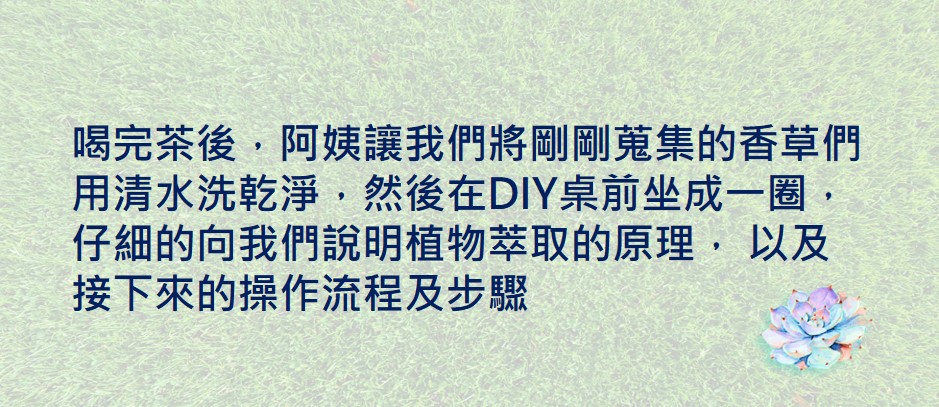 喝完茶後，阿姨讓我們將剛剛蒐集的香草們
用清水洗乾淨，然後在DIY桌前坐成一圈，
仔細的向我們說明植物萃取的原理， 以及
接下來的操作流程及步驟